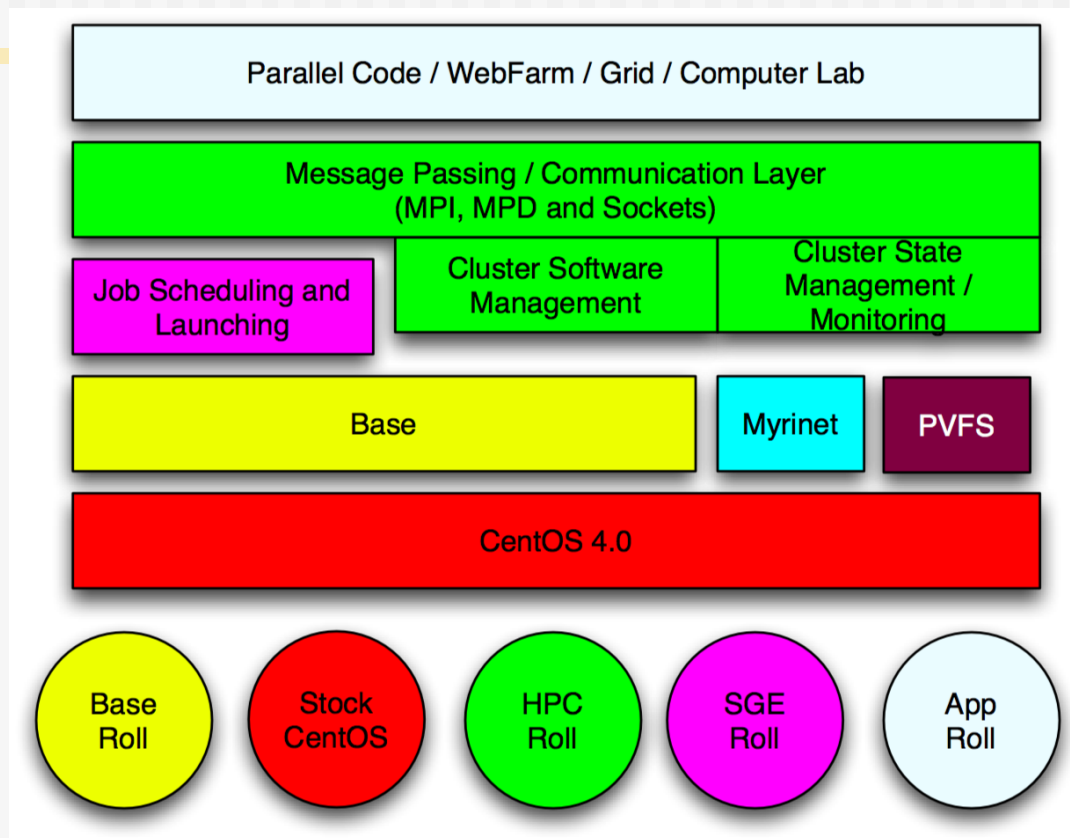 Parallel Code / WebFarm / Grid / Computer Lab
Message Passing / Communication Layer
(MPI, MPD and Sockets)
Job Scheduling and
Launching
Cluster Software
Management
Cluster State
Management /
Monitoring
Base
Myrinet
PVFS
CentOS 4.0
Base
Roll
Stock
CentOS
HPC
Roll
SGE
Roll
App
Roll